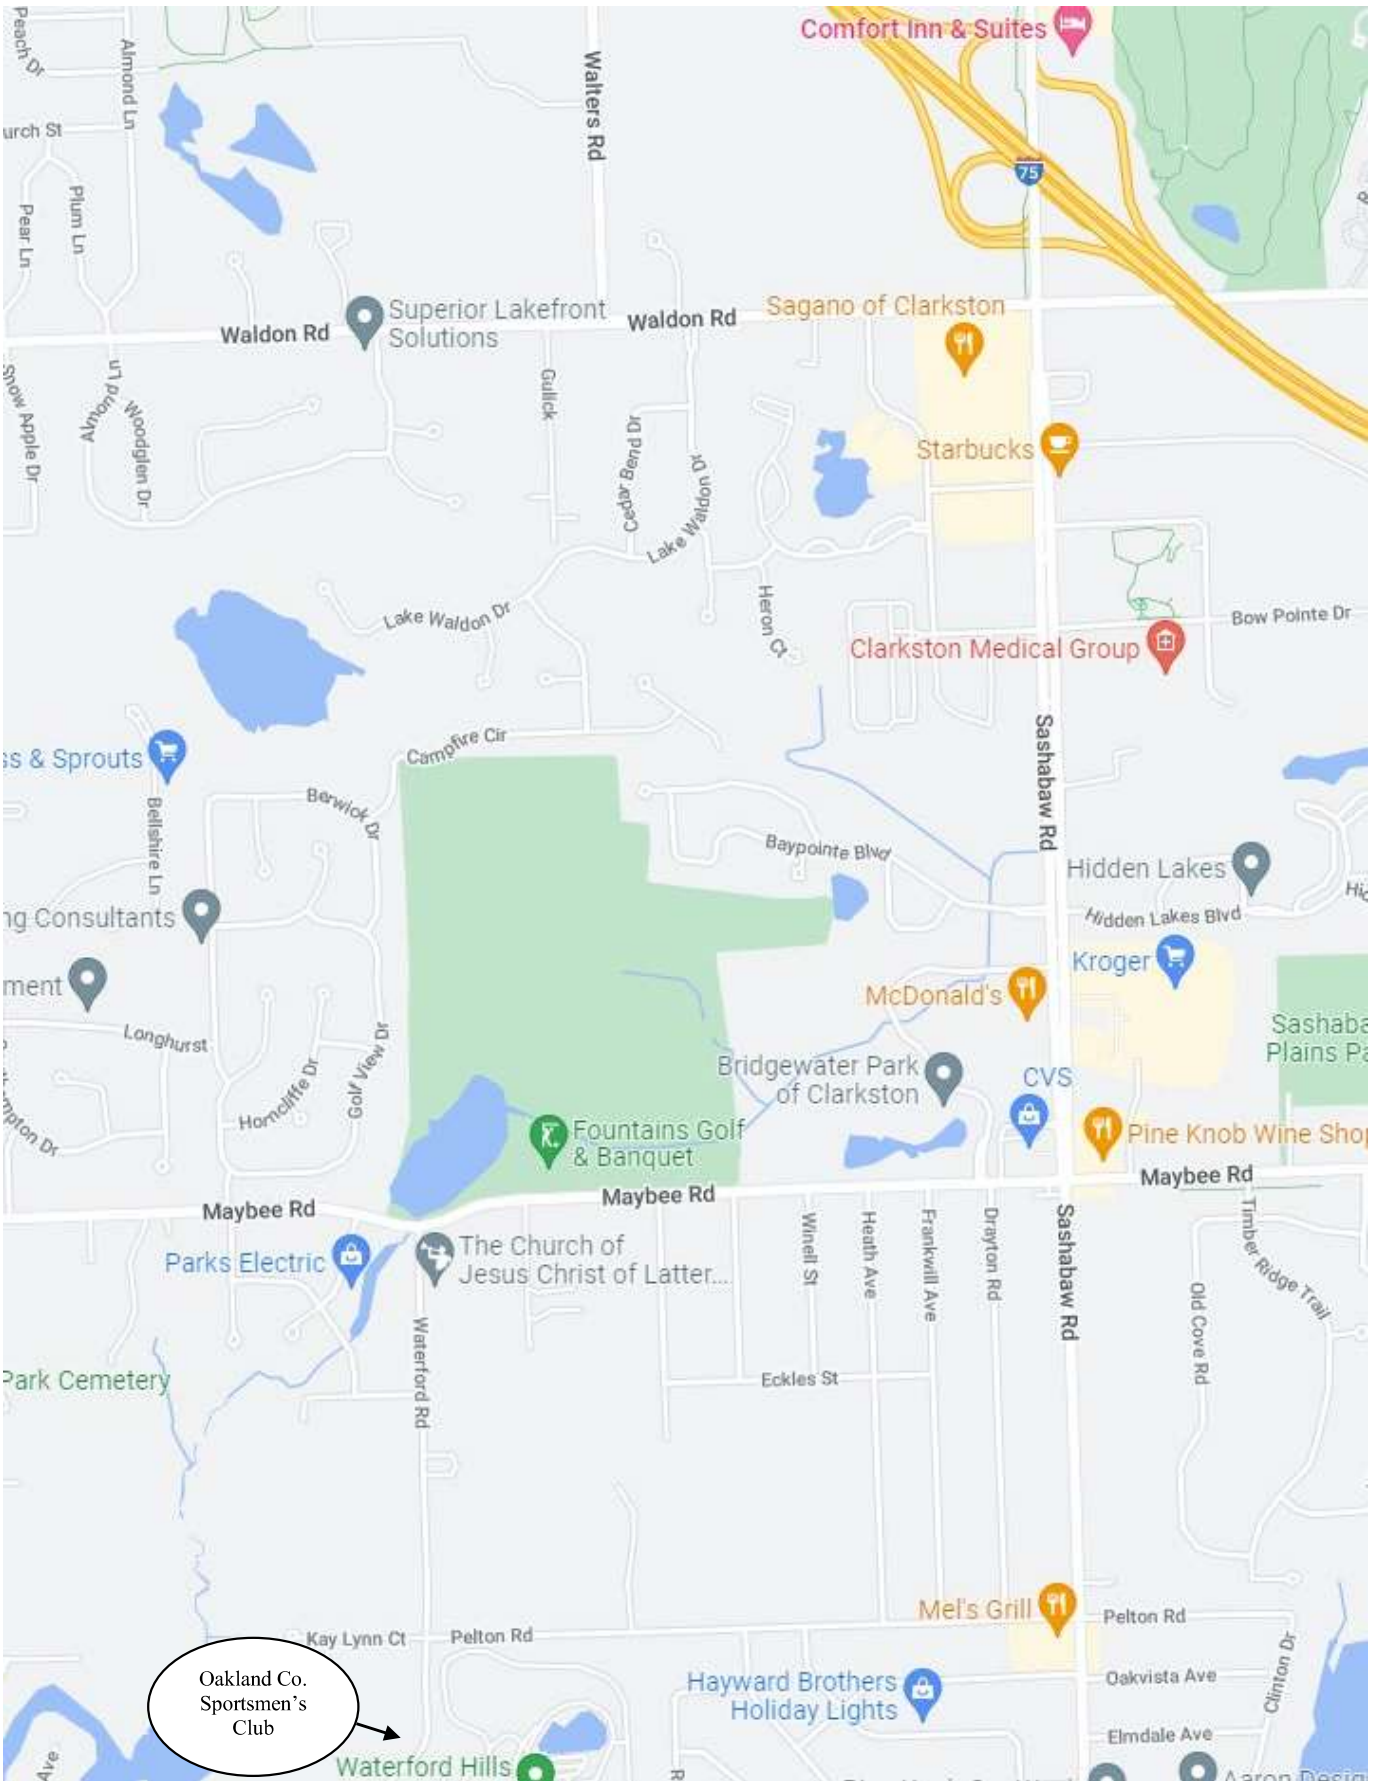 Comfort Inn & Suites
Peach Dr
Almond Ln
Walters Rd
75
Plum Ln
Pear Ln
Superior Lakefront
Solutions
Waldon Rd
Waldon Rd
Sagano of Clarkston
Gulick
Snow Apple Dr
Almond Ln
Woodglen Dr
Cedar Bend Dr
Lake Waldon Dr
Starbucks
Lake Waldon Dr
Heron Ct
Bow Pointe Dr
Clarkston Medical Group
Sashabaw Rd
Campfire Cir
ss & Sprouts
Bellshire Ln
Berwick Dr
Baypointe Blvd
Hidden Lakes
Hidden Lakes Blvd
ng Consultants
Kroger
McDonald's
ment
Longhurst
Horncliffe Dr
Golf View Dr
Sashaba
Plains Pa
Bridgewater Park
of Clarkston
CVS
Fountains Golf
& Banquet
Pine Knob Wine Shop
mpton Dr
Maybee Rd
Maybee Rd
Maybee Rd
Parks Electric
The Church of
Jesus Christ of Latter...
Winell St
Heath Ave
Frankwill Ave
Drayton Rd
Sashabaw Rd
Old Cove Rd
Timber Ridge Trail
Waterford Rd
Park Cemetery
Eckles St
Mel's Grill
Pelton Rd
Kay Lynn Ct
Pelton Rd
Clinton Dr
Oakland Co.
Sportsmen's
Club
Hayward Brothers
Holiday Lights
Oakvista Ave
Elmdale Ave
Ave
Waterford Hills